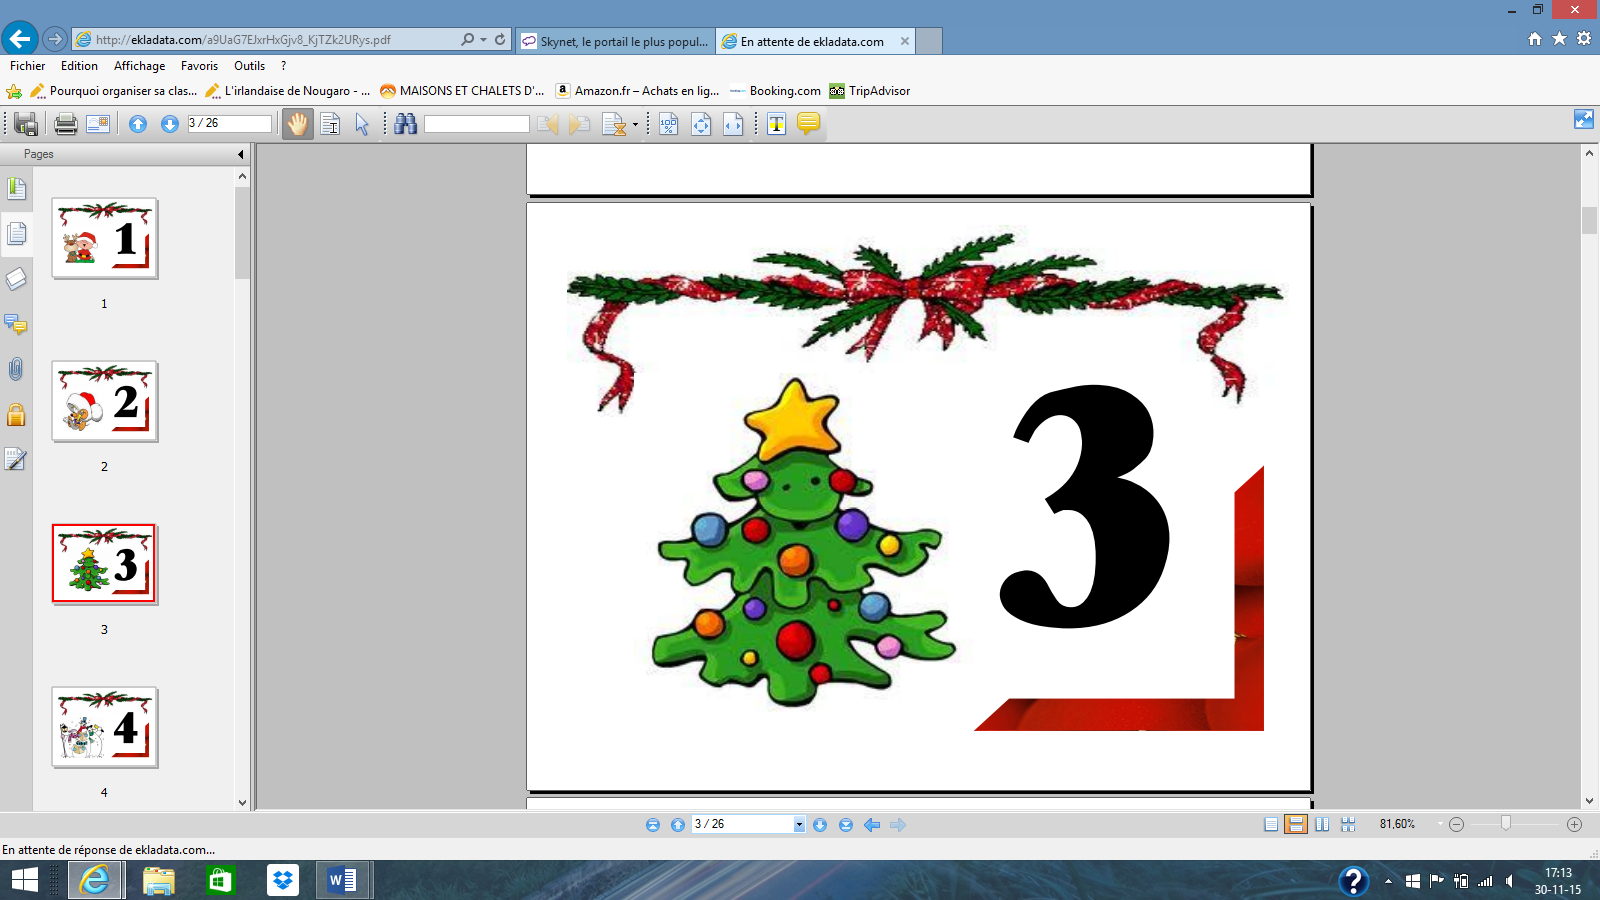 http://ekladata.com/a9UaG7EJxrHxGjv8_KjTZk2URys.pdf
Skynet, le portail le plus popul...
En attente de ekladata.com
Fichier Edition Affichage Favoris Outils ?
Pourquoi organiser sa clas...
L'irlandaise de Nougaro - ...
MAISONS ET CHALETS D'...
Amazon.fr – Achats en lig...
Booking.com
TripAdvisor
3 / 26
Pages
1
1
2
2
3
3
4
4
3
3 / 26
81,60%
En attente de réponse de ekladata.com...
17:13
30-11-15